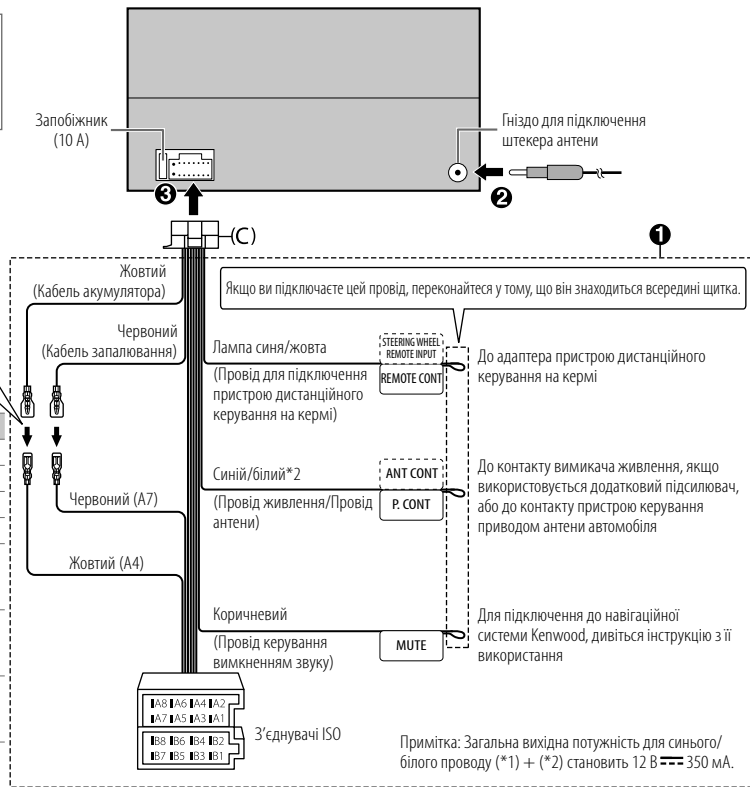 Запобіжник
(10 A)
Гніздо для підключення
штекера антени
❸
❷
(C)
❶
Жовтий
(Кабель акумулятора)
Якщо ви підключаєте цей провід, переконайтеся у тому, що він знаходиться всередині щитка.
Червоний
(Кабель запалювання)
Лампа синя/жовта
(Провід для підключення
пристрою дистанційного
керування на кермі)
STEERING WHEEL
REMOTE INPUT
REMOTE CONT
До адаптера пристрою дистанційного
керування на кермі
Синій/білий*2
(Провід живлення/Провід
антени)
ANT CONT
P. CONT
До контакту вимикача живлення, якщо
використовується додатковий підсилювач,
або до контакту пристрою керування
приводом антени автомобіля
Червоний (A7)
Жовтий (A4)
Коричневий
(Провід керування
вимкненням звуку)
MUTE
Для підключення до навігаційної
системи Kenwood, дивіться інструкцію з її
використання
A8 A6 A4 A2
A7 A5 A3 A1
B8 B6 B4 B2
B7 B5 B3 B1
З’єднувачі ISO
Примітка: Загальна вихідна потужність для синього/
білого проводу (*1) + (*2) становить 12 В ⎓ 350 мА.